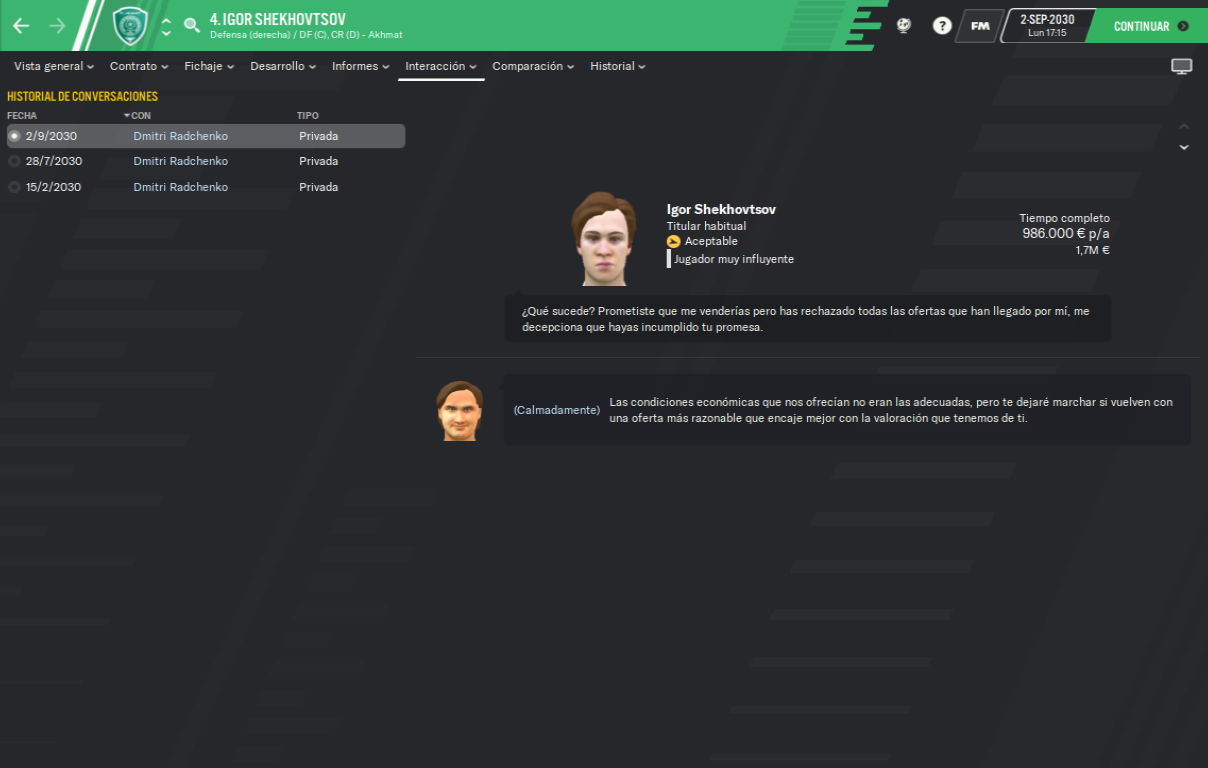 4. IGOR SHEKHOVTSOV
Defensa (derecha) / DF (C), CR (D) - Akhmat
?
FM
2-SEP-2030
Lun 17:15
CONTINUAR
Vista general
Contrato
Fichaje
Desarrollo
Informes
Interacción
Comparación
Historial
HISTORIAL DE CONVERSACIONES
FECHA CON TIPO
2/9/2030 Dmitri Radchenko Privada
28/7/2030 Dmitri Radchenko Privada
15/2/2030 Dmitri Radchenko Privada
Igor Shekhovtsov
Titular habitual
Aceptable
Jugador muy influyente
Tiempo completo
986.000 € p/a
1,7M €
¿Qué sucede? Prometiste que me venderías pero has rechazado todas las ofertas que han llegado por mí, me
decepciona que hayas incumplido tu promesa.
(Calmadamente)
Las condiciones económicas que nos ofrecían no eran las adecuadas, pero te dejaré marchar si vuelven con
una oferta más razonable que encaje mejor con la valoración que tenemos de ti.